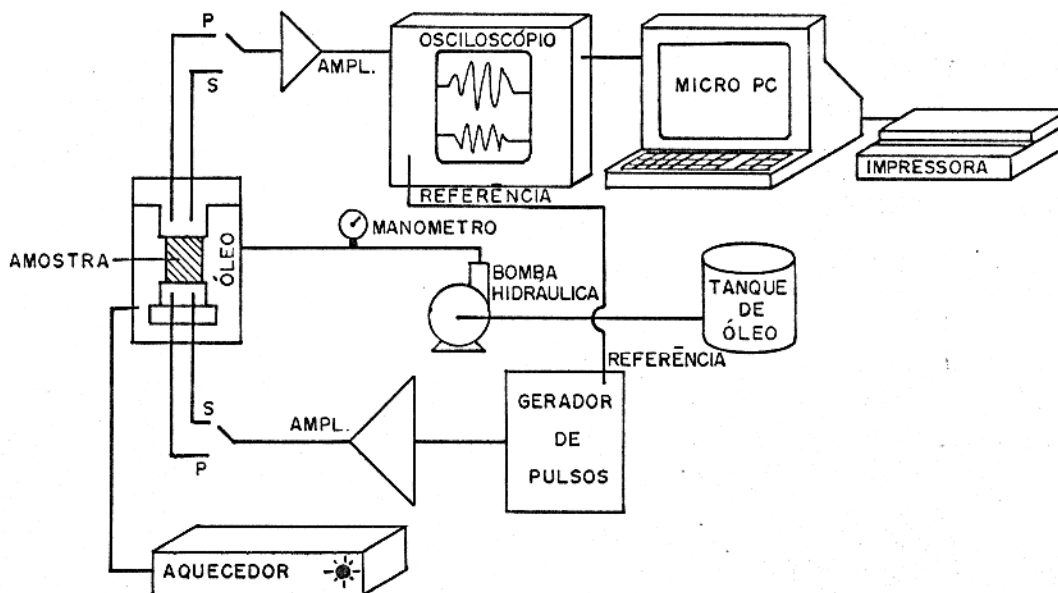 P
S
AMPL.
OSCILOSCÓPIO
MICRO PC
IMPRESSORA
REFERÊNCIA
MANOMETRO
AMOSTRA
ÓLEO
BOMBA
HIDRÁULICA
TANQUE
DE
ÓLEO
REFERÊNCIA
GERADOR
DE
PULSOS
S
AMPL.
P
AQUECEDOR